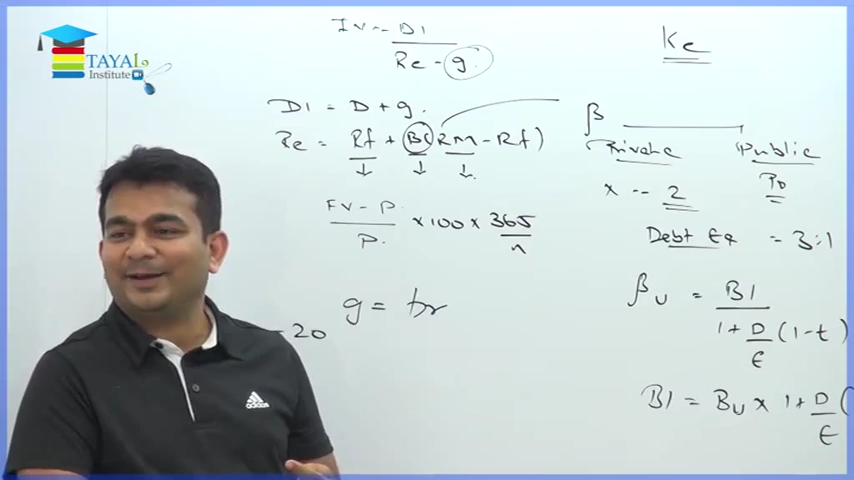 TAYAL
Institute
IV = D1
Re - g
D1 = D + g.
Re = Rf + B( RM - Rf)
FV - P
P.
× 100 × 365
n
g = br
- 20
Ke
β
Private Public
x -- 2
Debt Eq = 3:1
βU = Bl
1 + D (1-t)
E
Bl = BU × 1 + D (
E
adidas